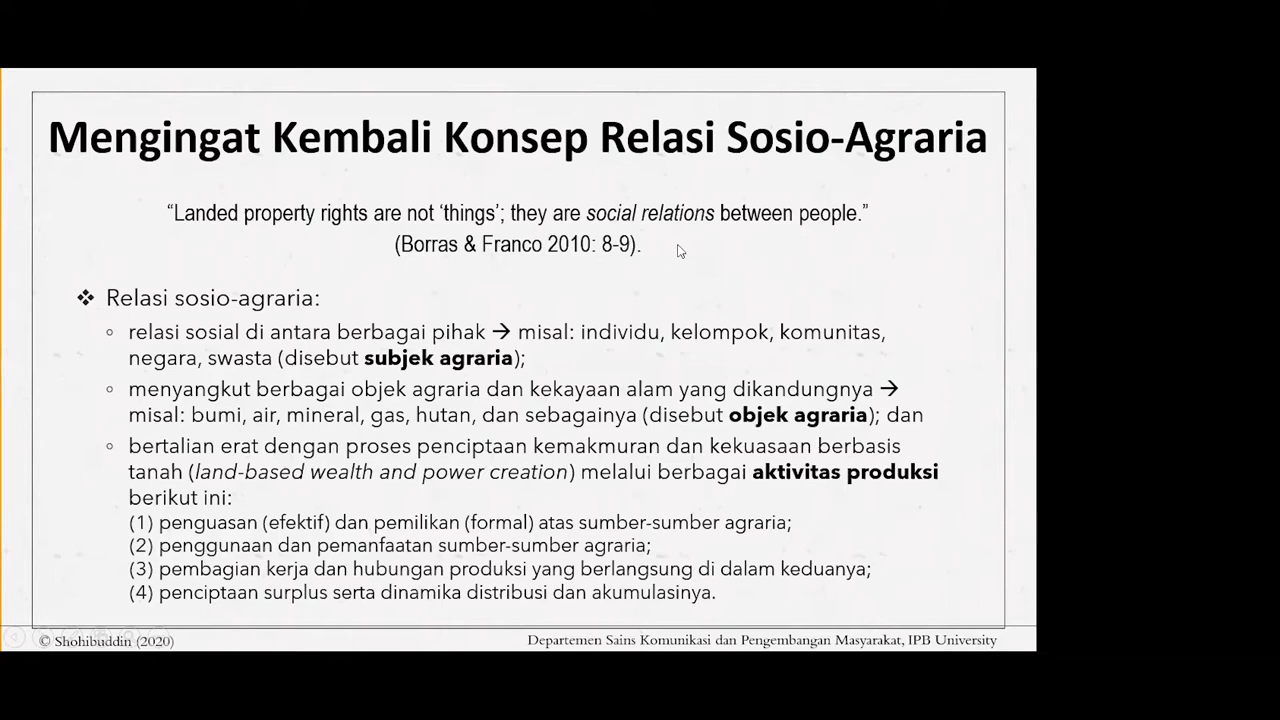 Mengingat Kembali Konsep Relasi Sosio-Agraria
“Landed property rights are not ‘things’; they are social relations between people.”
(Borras & Franco 2010: 8-9).
❖ Relasi sosio-agraria:
◦ relasi sosial di antara berbagai pihak → misal: individu, kelompok, komunitas,
negara, swasta (disebut subjek agraria);
◦ menyangkut berbagai objek agraria dan kekayaan alam yang dikandungnya →
misal: bumi, air, mineral, gas, hutan, dan sebagainya (disebut objek agraria); dan
◦ bertalian erat dengan proses penciptaan kemakmuran dan kekuasaan berbasis
tanah (land-based wealth and power creation) melalui berbagai aktivitas produksi
berikut ini:
(1) penguasan (efektif) dan pemilikan (formal) atas sumber-sumber agraria;
(2) penggunaan dan pemanfaatan sumber-sumber agraria;
(3) pembagian kerja dan hubungan produksi yang berlangsung di dalam keduanya;
(4) penciptaan surplus serta dinamika distribusi dan akumulasinya.
© Shohibuddin (2020)
Departemen Sains Komunikasi dan Pengembangan Masyarakat, IPB University